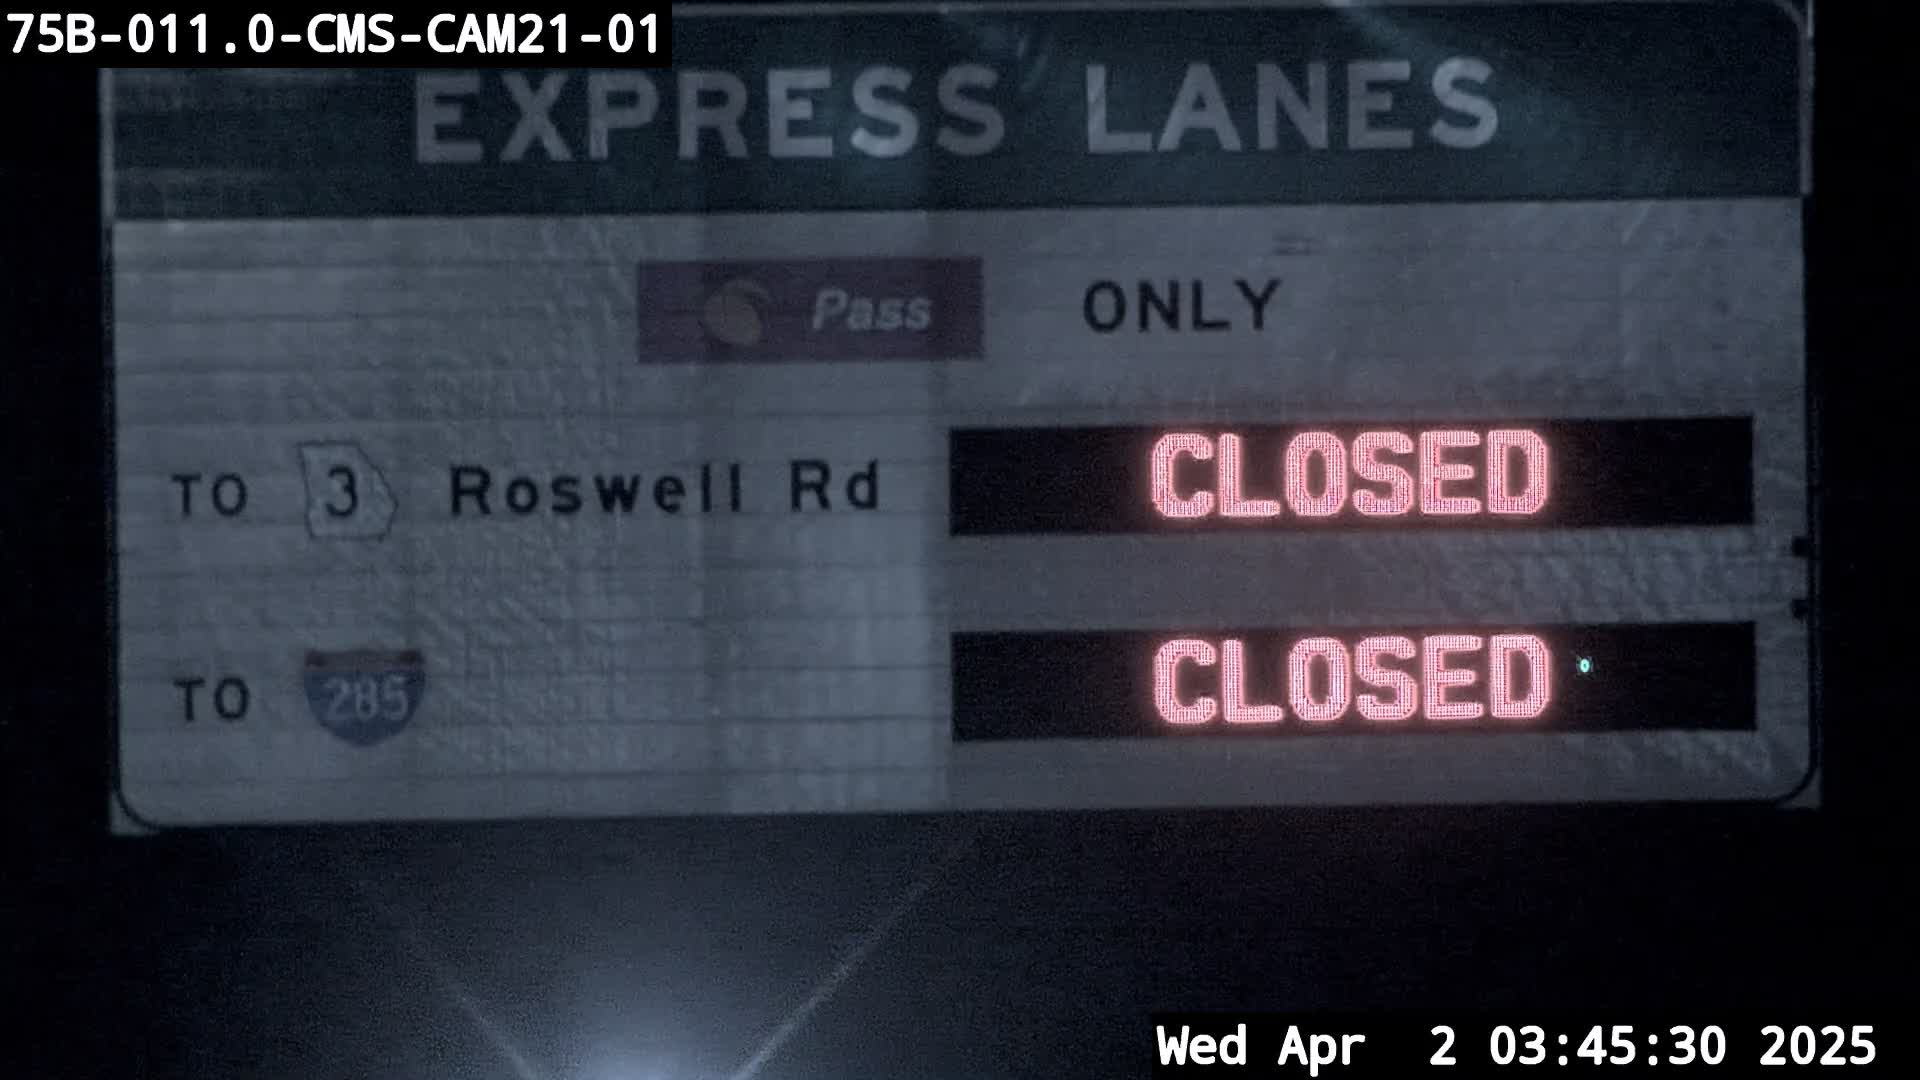 75B-011.0-CMS-CAM21-01
EXPRESS LANES
Pass ONLY
TO 3 Roswell Rd CLOSED
TO 285 CLOSED
Wed Apr 2 03:45:30 2025